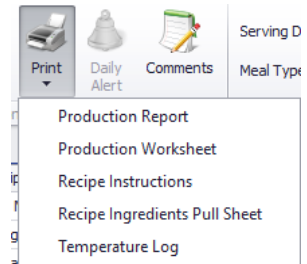 Print
Daily
Alert
Comments
Serving D
Meal Type
Production Report
Production Worksheet
Recipe Instructions
Recipe Ingredients Pull Sheet
Temperature Log